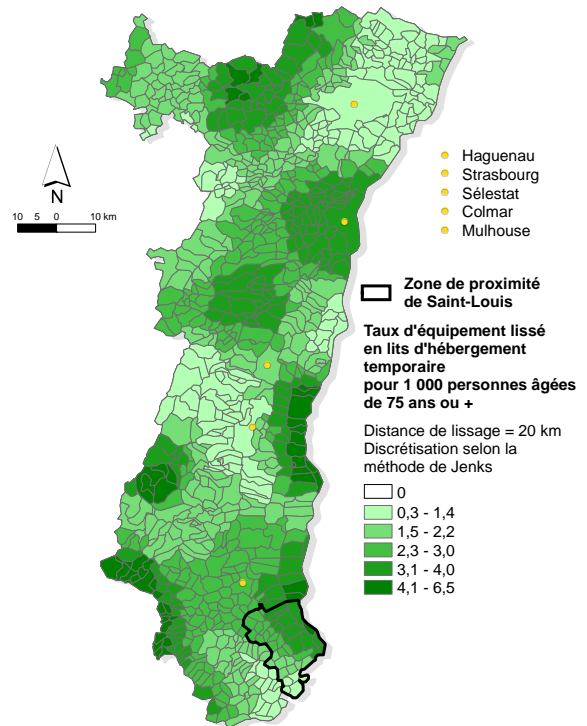 Haguenau
Strasbourg
Sélestat
Colmar
Mulhouse
N
10 5 0 10 km
Zone de proximité
de Saint-Louis
Taux d'équipement lissé
en lits d'hébergement
temporaire
pour 1 000 personnes âgées
de 75 ans ou +
Distance de lissage = 20 km
Discrétisation selon la
méthode de Jenks
0
0,3 - 1,4
1,5 - 2,2
2,3 - 3,0
3,1 - 4,0
4,1 - 6,5